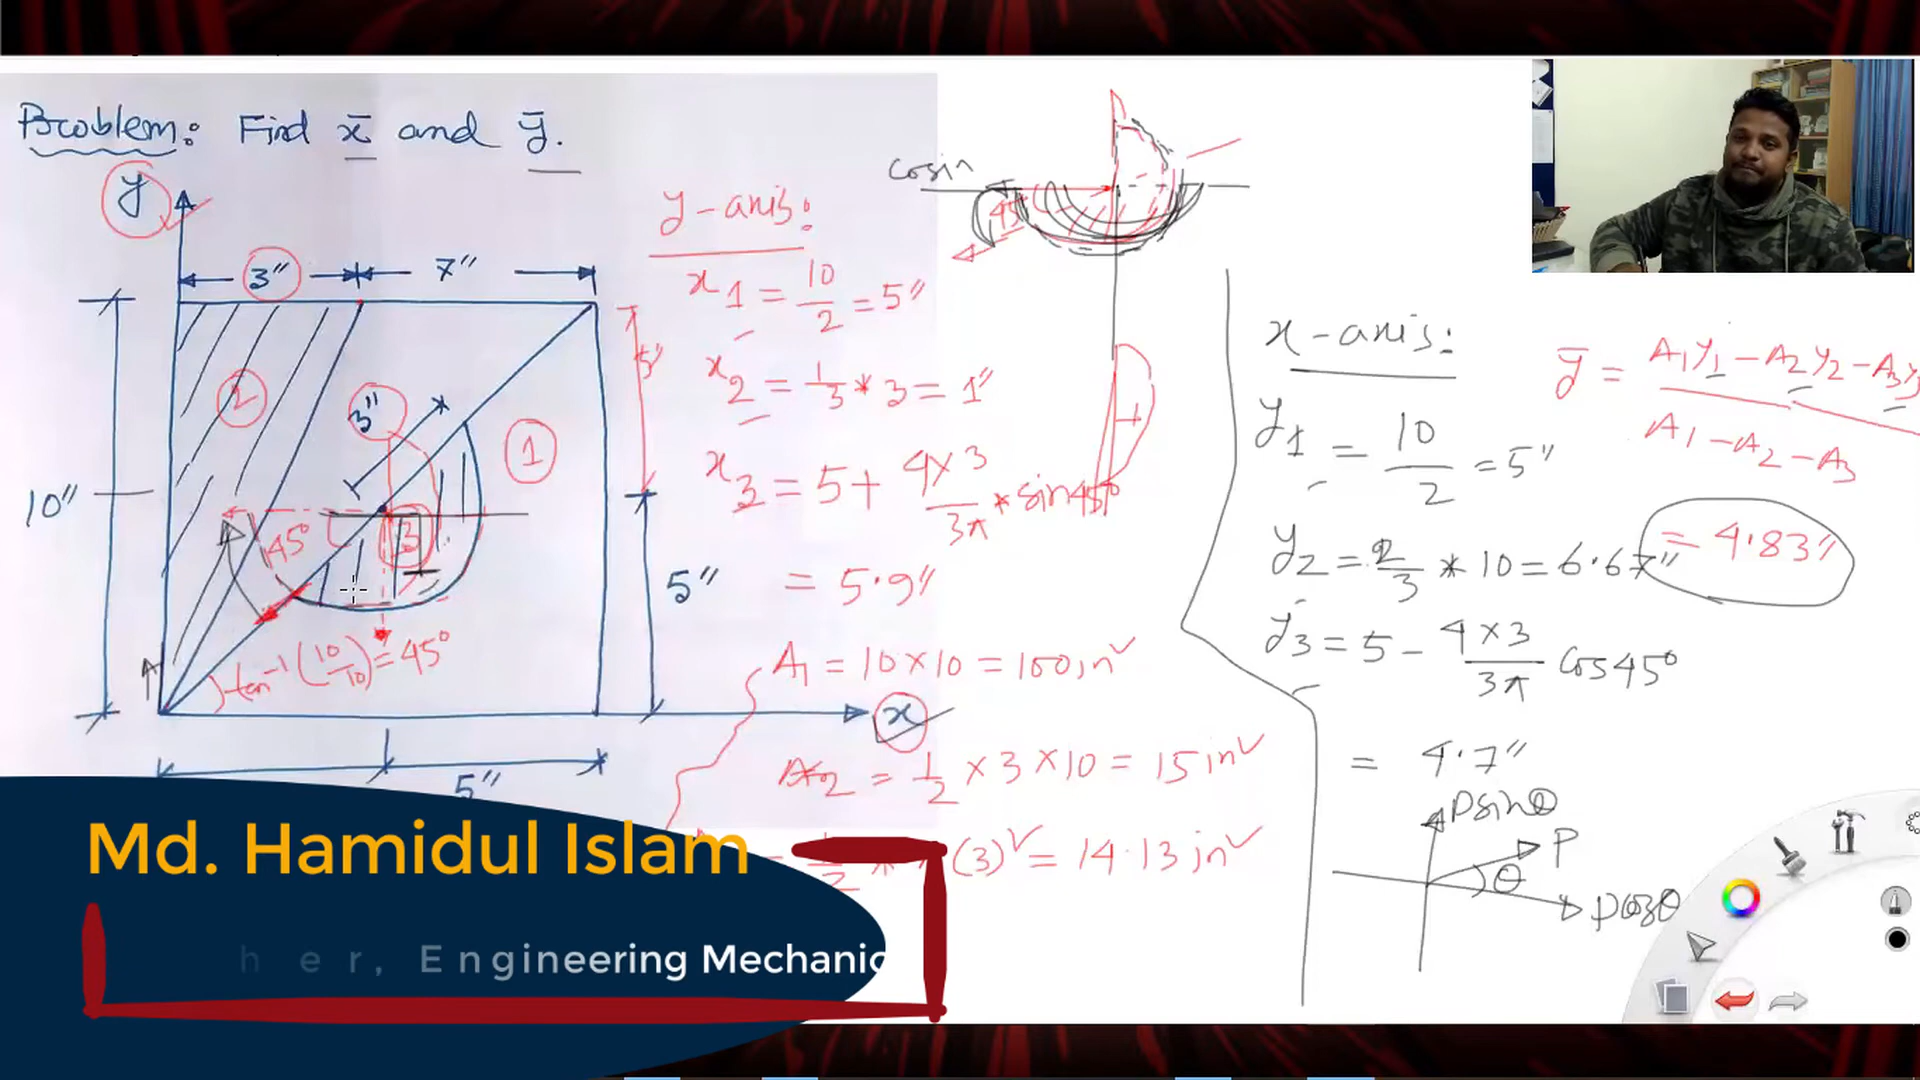 Problem: Find x̄ and ȳ.
y
3" 7"
2
3"
1
10"
45°
3
5"
5"
A
tan⁻¹(10/10)=45°
x
5"
y-axis:
x1 = 10/2 = 5"
x2 = 1/3 * 3 = 1"
x3 = 5 + 4×3/3π * sin45°
= 5.9"
A1 = 10×10 = 100 in²
A2 = 1/2 × 3 × 10 = 15 in²
(3)² = 14.13 in²
cosin
45
x-axis:
y1 = 10/2 = 5"
y2 = 2/3 * 10 = 6.67"
y3 = 5 - 4×3/3π cos45°
= 4.7"
ȳ = A1y1 - A2y2 - A3y3
A1 - A2 - A3
= 4.83"
Psinθ
P
θ
Pcosθ
Md. Hamidul Islam
h e r, Engineering Mechanic